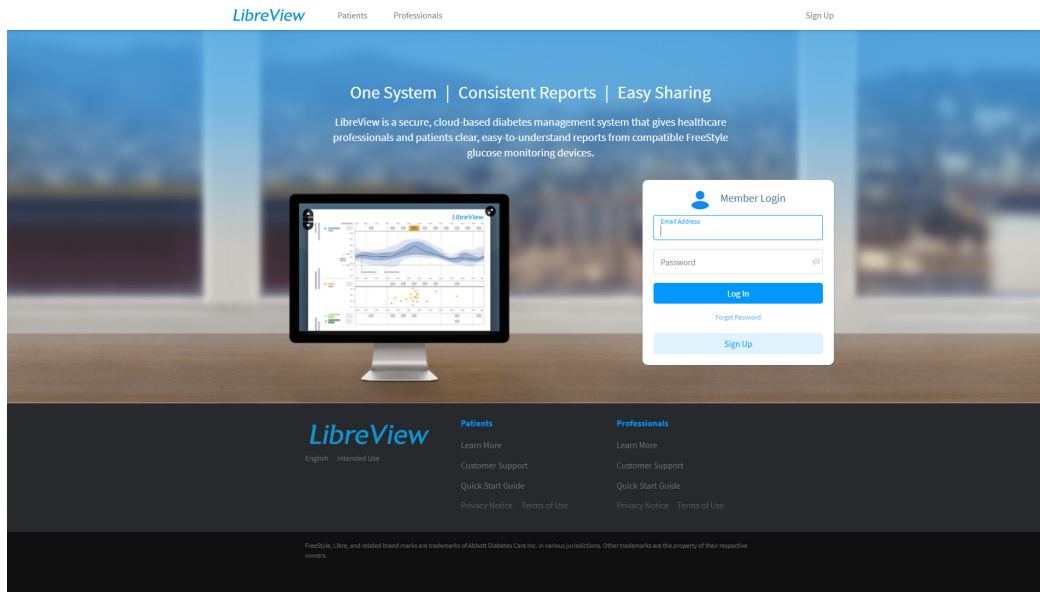 LibreView Patients Professionals Sign Up
One System | Consistent Reports | Easy Sharing
LibreView is a secure, cloud-based diabetes management system that gives healthcare
professionals and patients clear, easy-to-understand reports from compatible FreeStyle
glucose monitoring devices.
LibreView
Member Login
Email Address
Password
Log In
Forgot Password
Sign Up
LibreView
English Intended Use
Patients
Learn More
Customer Support
Quick Start Guide
Privacy Notice Terms of Use
Professionals
Learn More
Customer Support
Quick Start Guide
Privacy Notice Terms of Use
FreeStyle, Libre, and related brand marks are trademarks of Abbott Diabetes Care Inc. in various jurisdictions. Other trademarks are the property of their respective
owners.